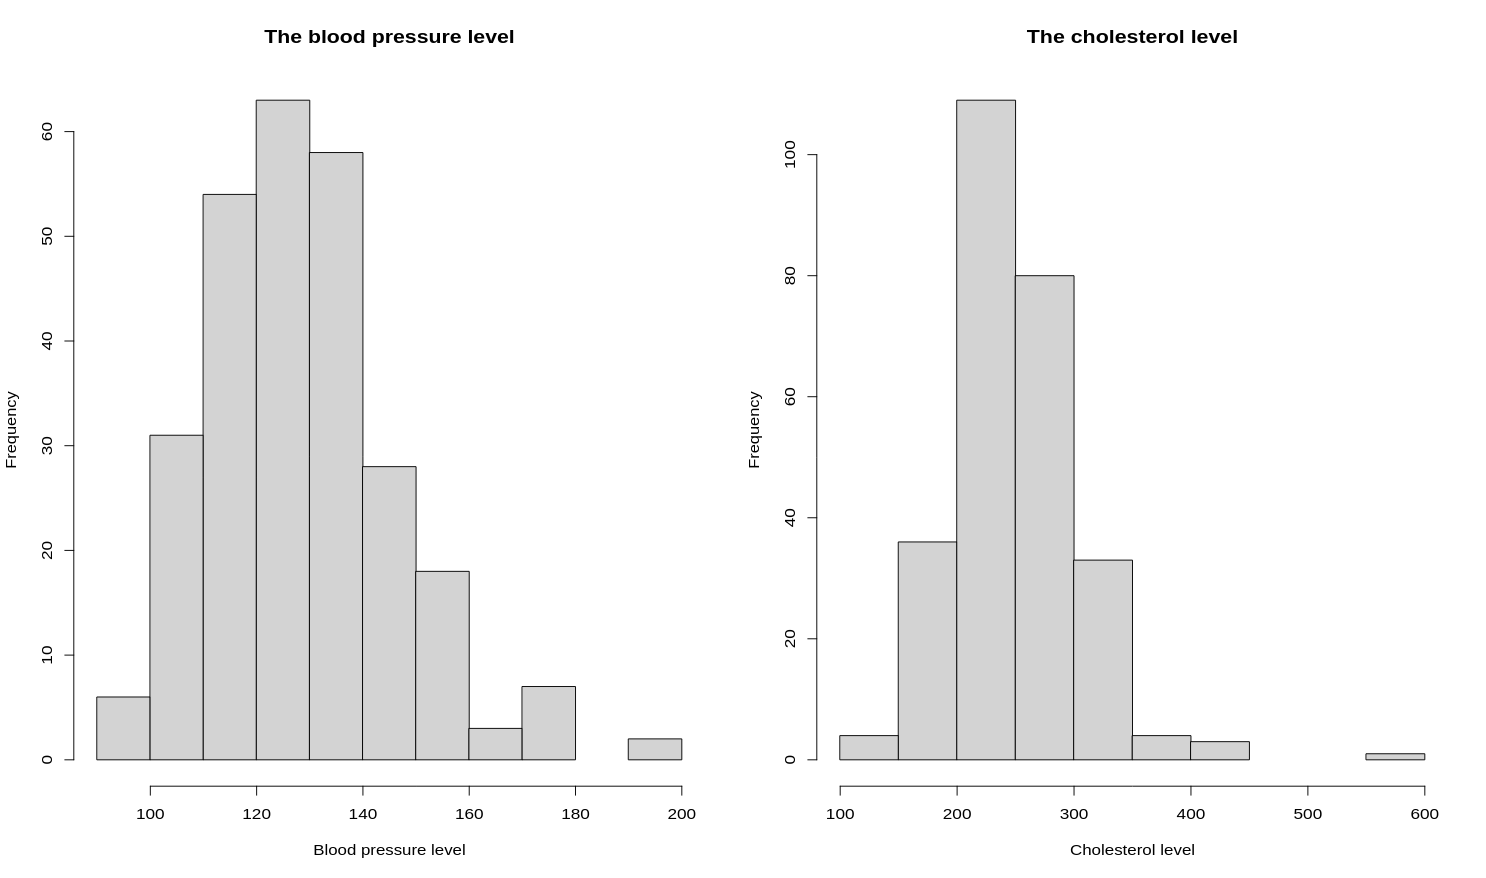 The blood pressure level
Frequency
0
10
20
30
40
50
60
100 120 140 160 180 200
Blood pressure level
The cholesterol level
Frequency
0
20
40
60
80
100
100 200 300 400 500 600
Cholesterol level